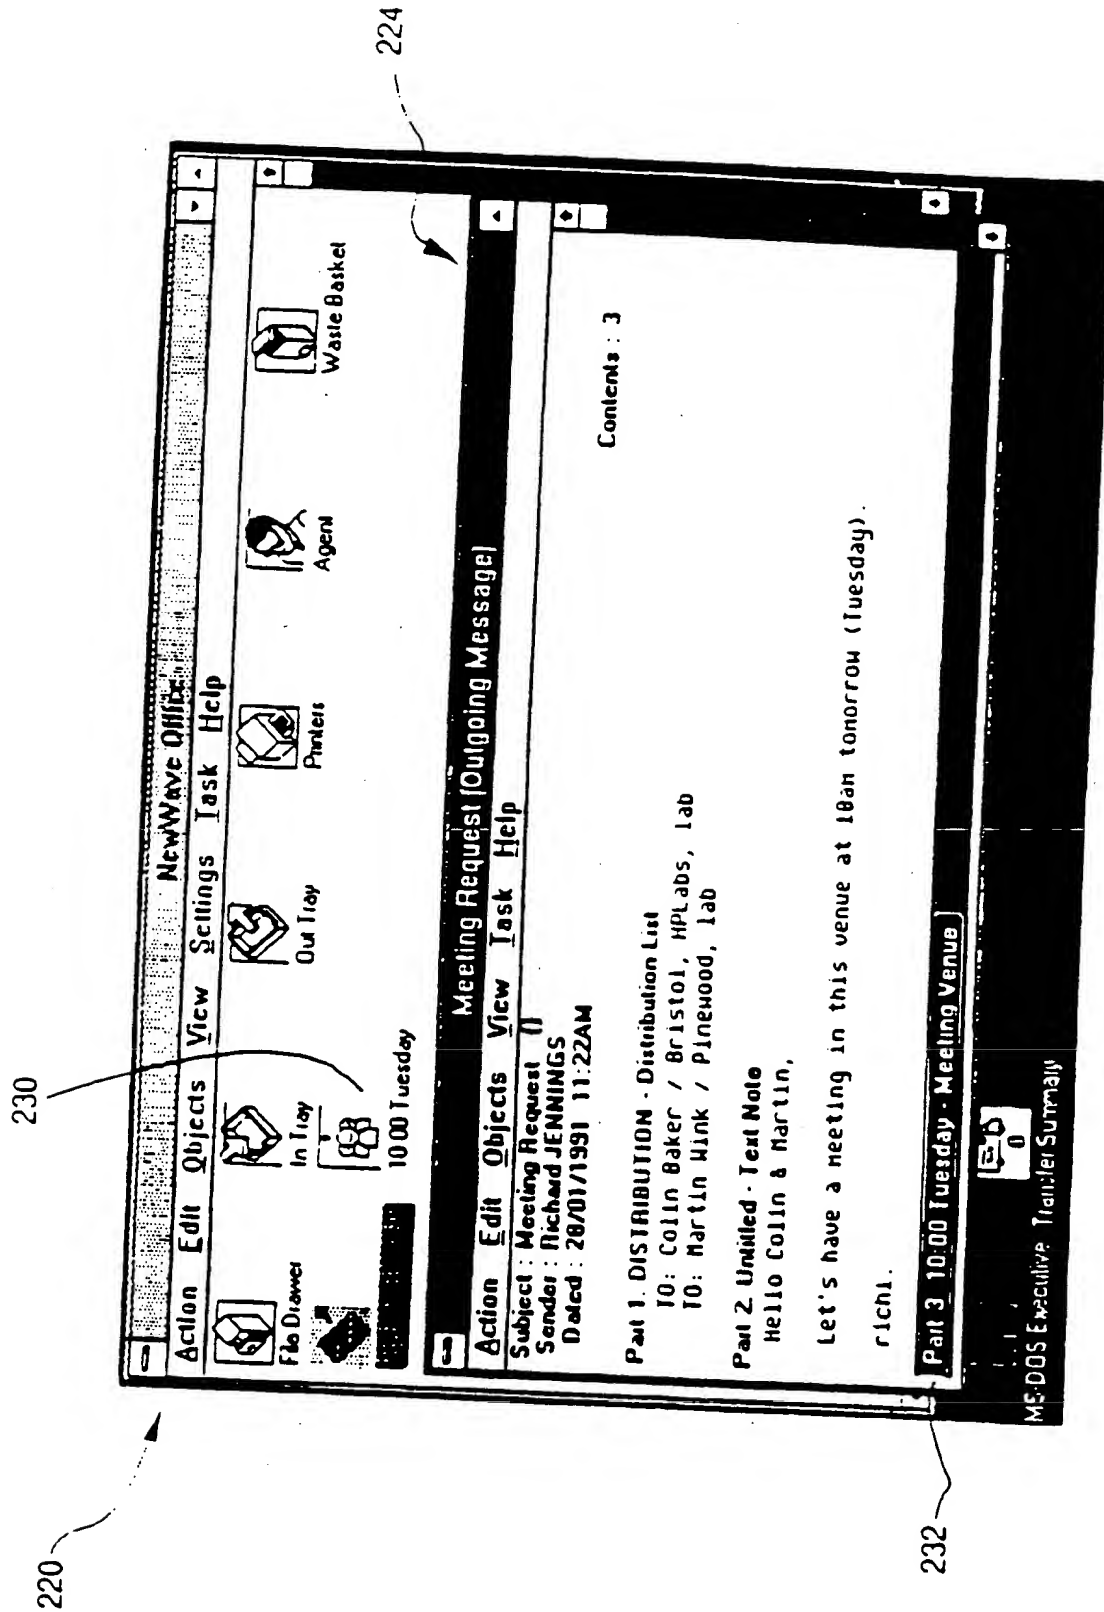 220
230
224
NewWave Office
Action Edit Objects View Settings Task Help
File Drawer
In Tray
Out Tray
Printers
Agent
Waste Basket
10 00 Tuesday
Meeting Request [Outgoing Message]
Action Edit Objects View Task Help
Subject : Meeting Request ()
Sender : Richard JENNINGS
Dated : 28/01/1991 11:22AM
Contents : 3
Part 1. DISTRIBUTION - Distribution List
TO: Colin Baker / Bristol, HPLabs, lab
TO: Martin Wink / Pinewood, lab
Part 2. Untitled - Text Note
Hello Colin & Martin,
Let's have a meeting in this venue at 10am tomorrow (Tuesday).
richi.
Part 3 10:00 Tuesday - Meeting Venue
0
MS-DOS Executive Transfer Summary
232